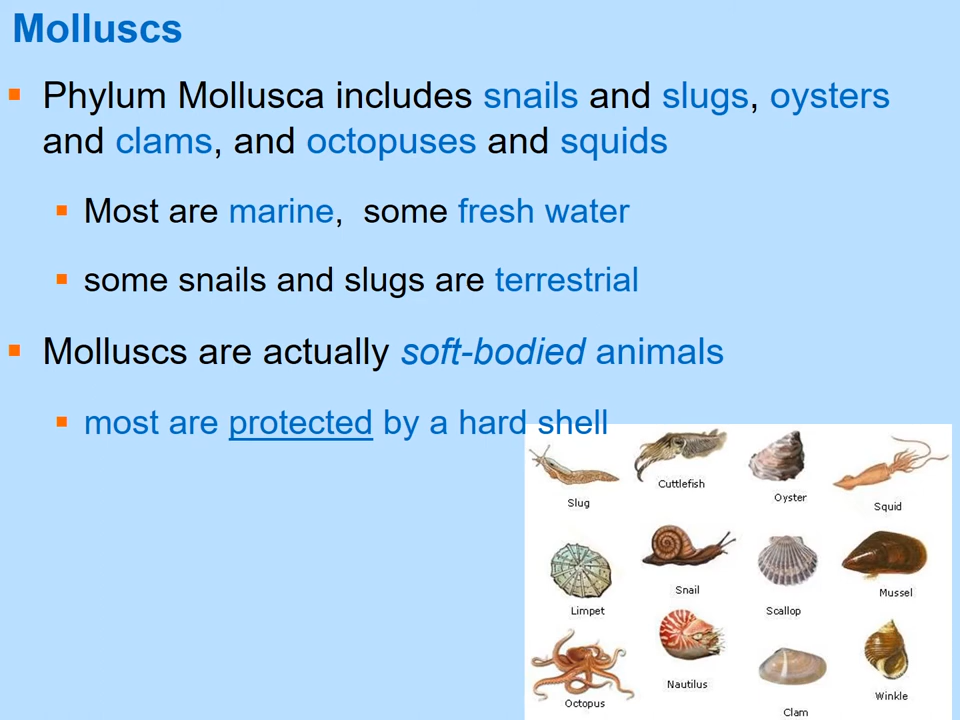 Molluscs
▪ Phylum Mollusca includes snails and slugs, oysters
and clams, and octopuses and squids
▪ Most are marine,  some fresh water
▪ some snails and slugs are terrestrial
▪ Molluscs are actually soft-bodied animals
▪ most are protected by a hard shell
Slug
Cuttlefish
Oyster
Squid
Limpet
Snail
Scallop
Mussel
Octopus
Nautilus
Clam
Winkle